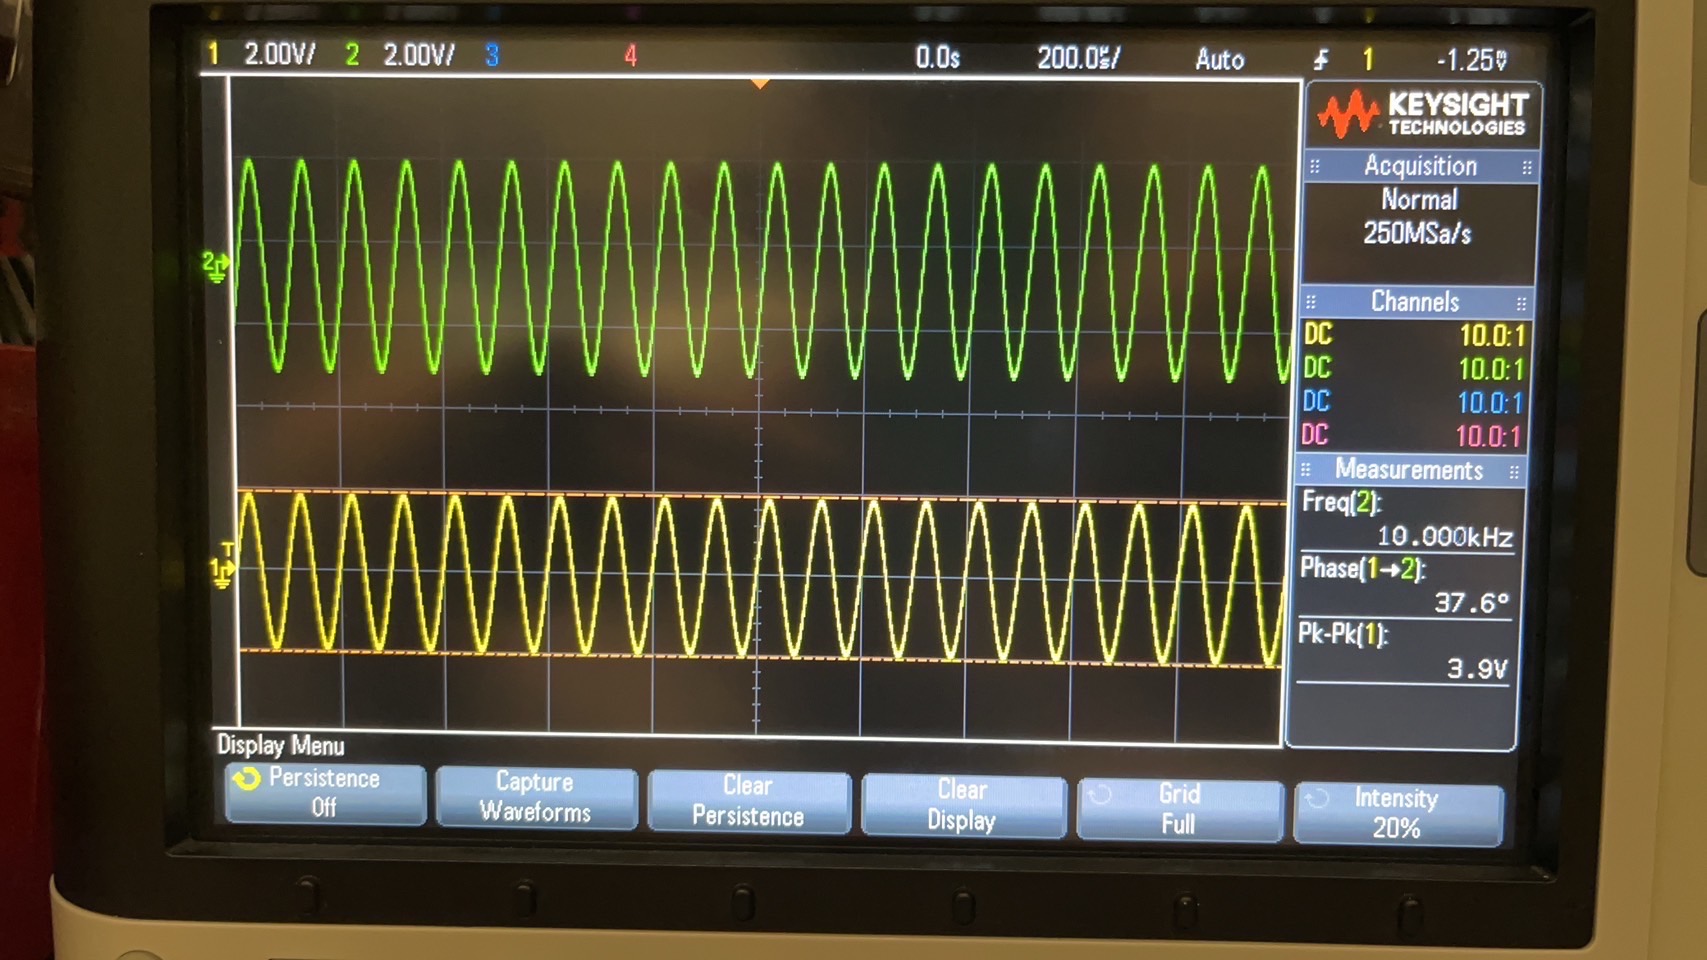 1 2.00V/ 2 2.00V/ 3 4 0.0s 200.0µs/ Auto 1 -1.25mV
KEYSIGHT
TECHNOLOGIES
Acquisition
Normal
250MSa/s
Channels
DC 10.0:1
DC 10.0:1
DC 10.0:1
DC 10.0:1
Measurements
Freq(2):
10.000kHz
Phase(1→2):
37.6°
Pk-Pk(1):
3.9V
2
T
1
Display Menu
Persistence
Off
Capture
Waveforms
Clear
Persistence
Clear
Display
Grid
Full
Intensity
20%